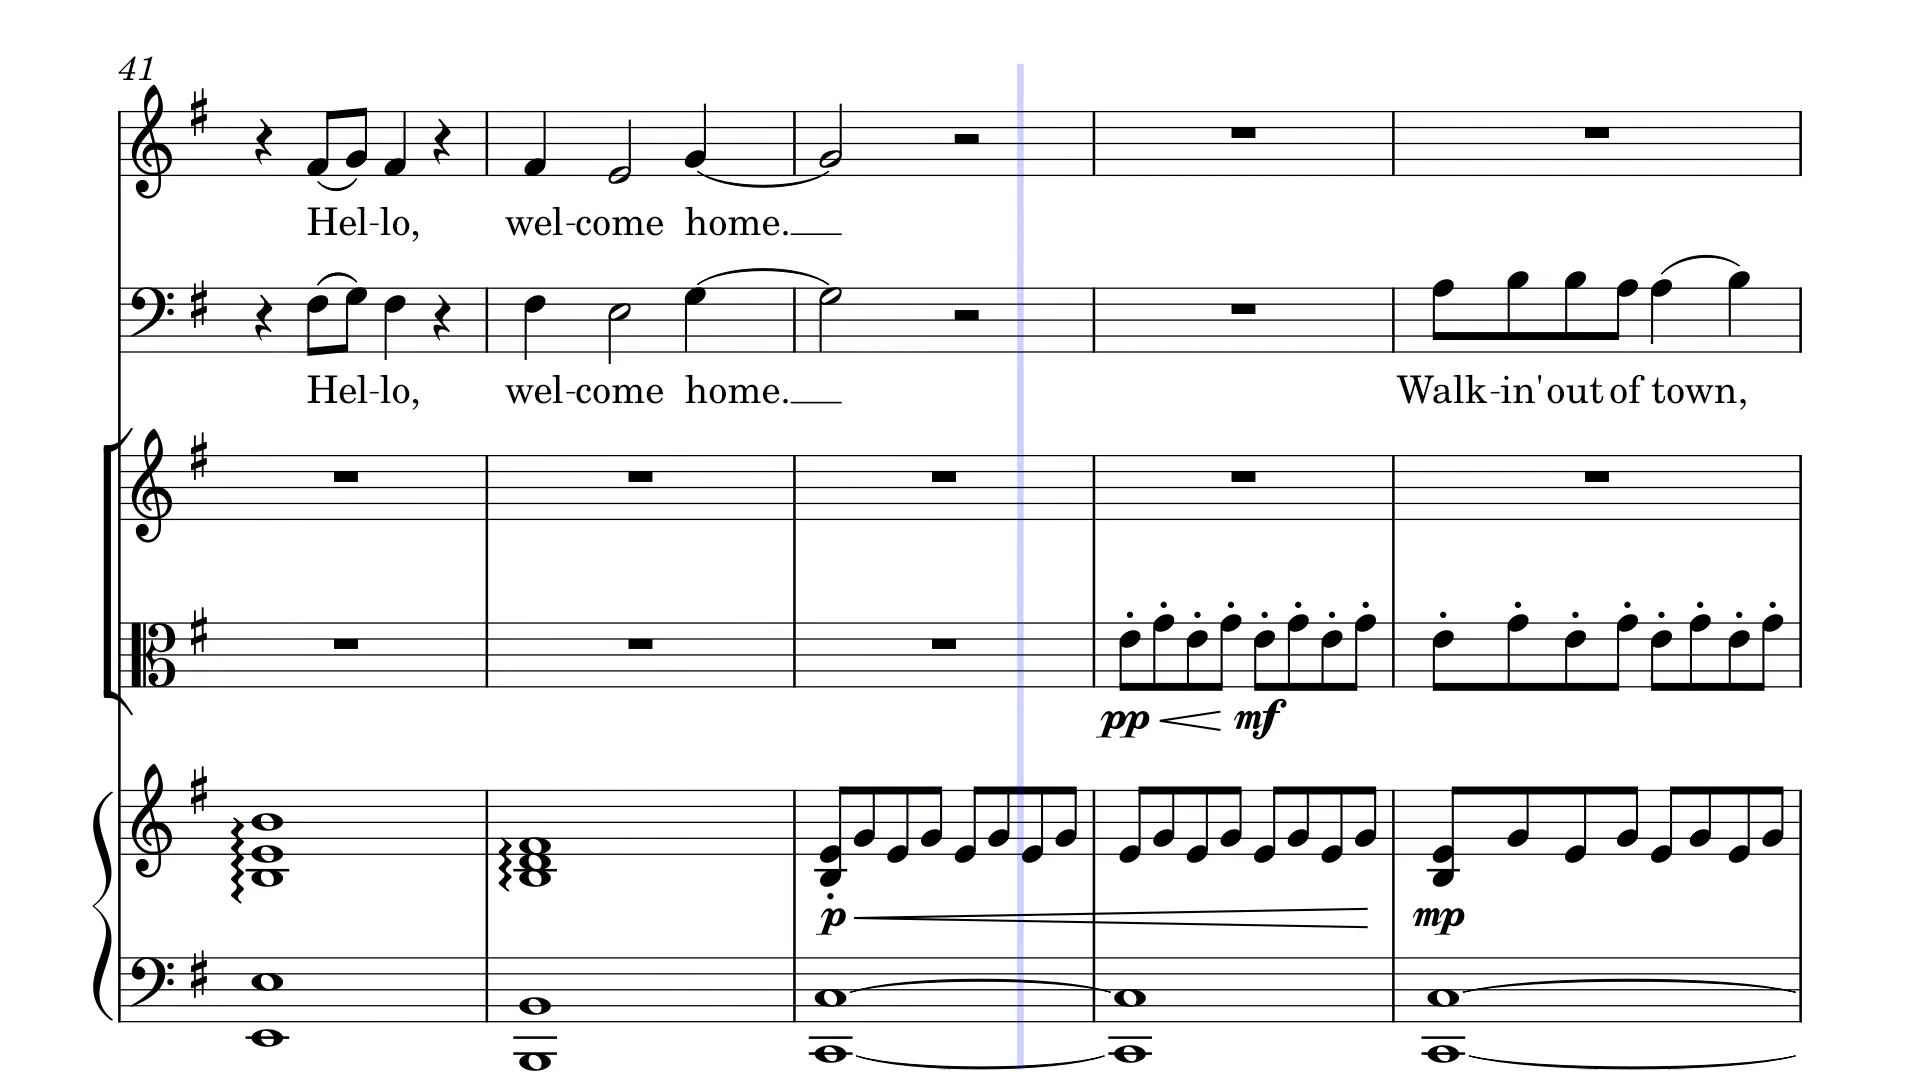 41
Hel-lo, wel-come home.
Hel-lo, wel-come home. Walk-in' out of town,
pp mf
p mp